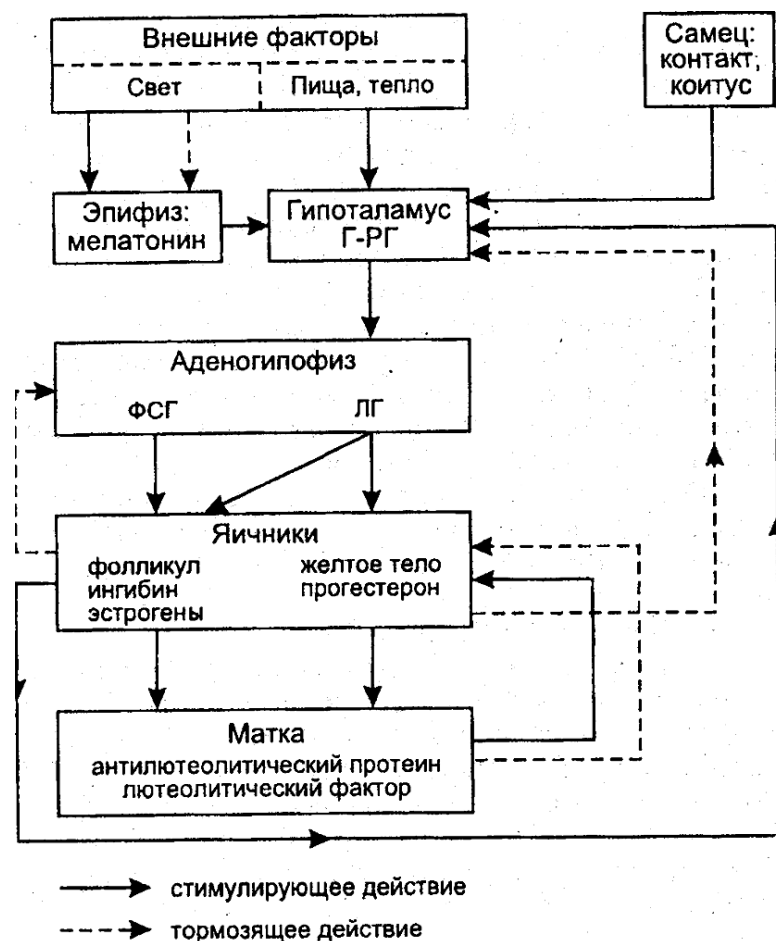 Внешние факторы
Свет
Пища, тепло
Самец:
контакт,
коитус
Эпифиз:
мелатонин
Гипоталамус
Г-РГ
Аденогипофиз
ФСГ
ЛГ
Яичники
фолликул
ингибин
эстрогены
желтое тело
прогестерон
Матка
антилютеолитический протеин
лютеолитический фактор
стимулирующее действие
тормозящее действие